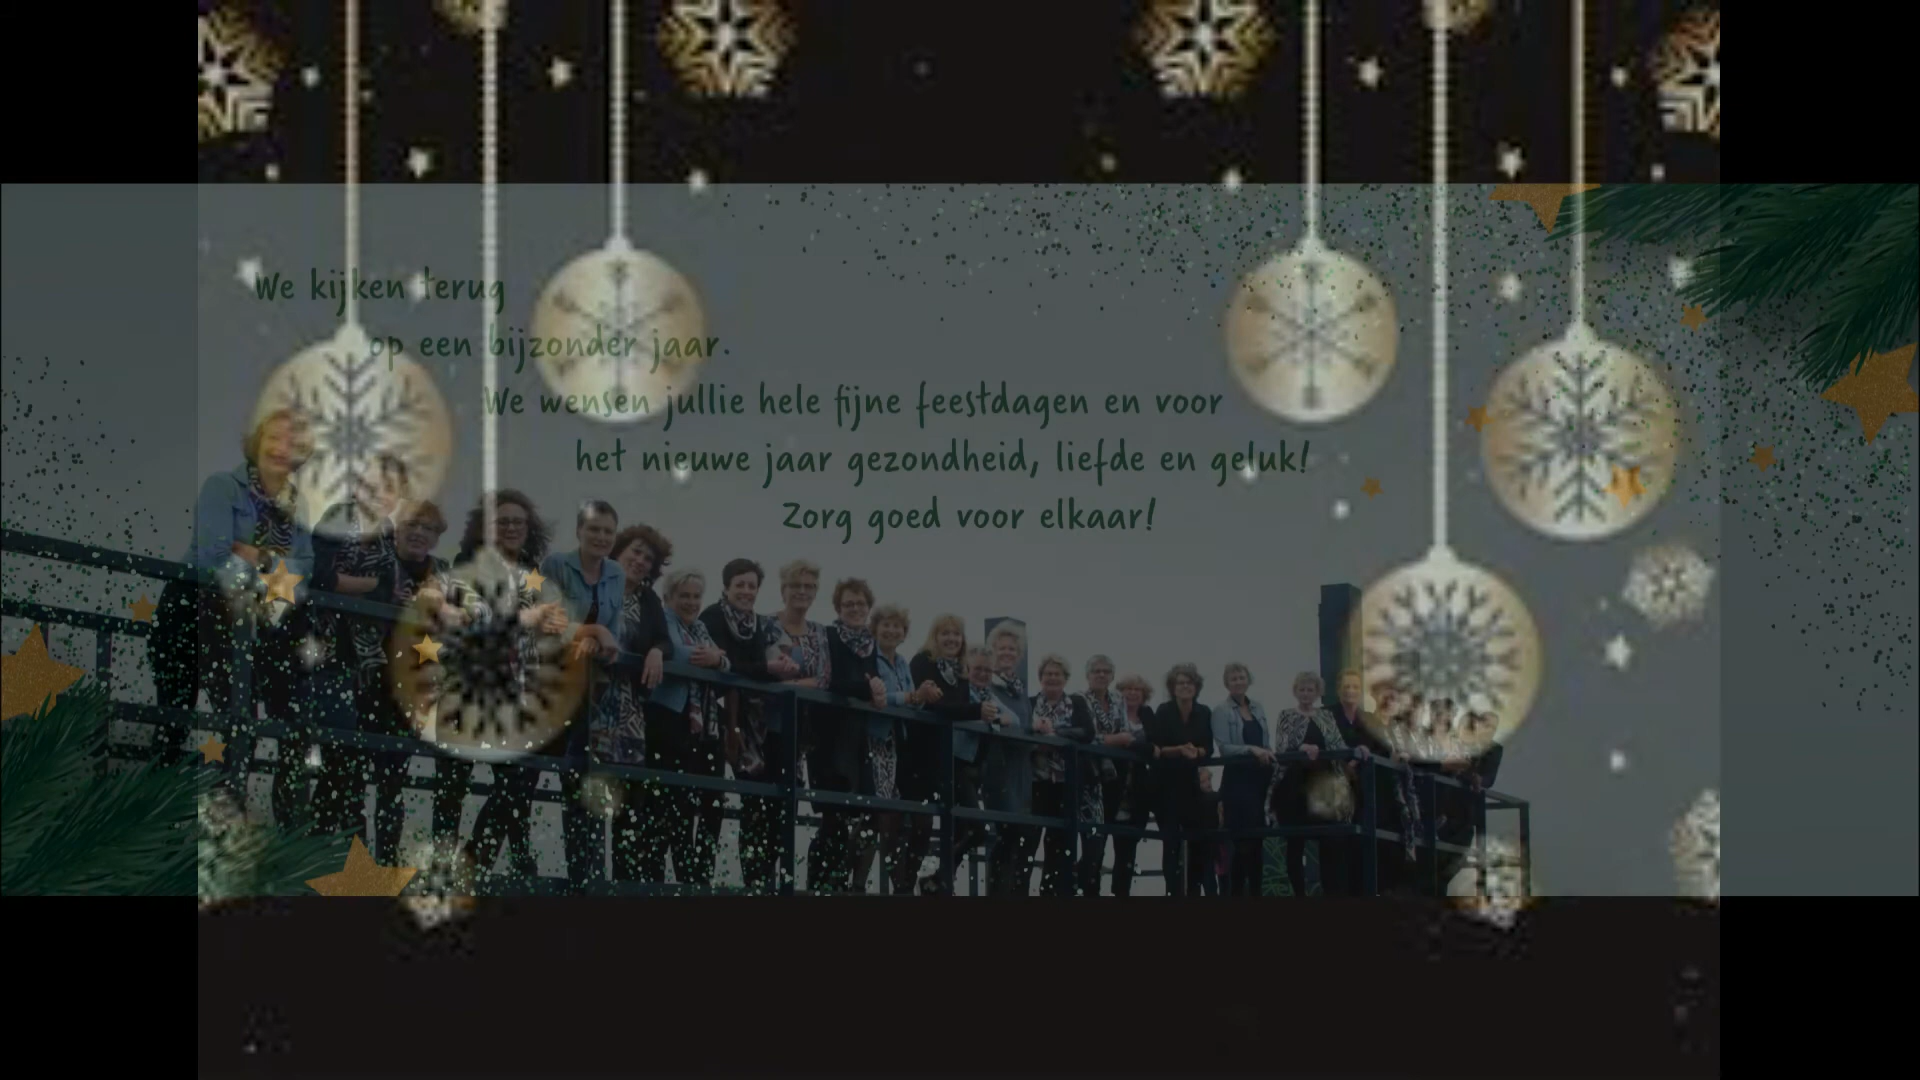 We kijken terug
op een bijzonder jaar.
We wensen jullie hele fijne feestdagen en voor
het nieuwe jaar gezondheid, liefde en geluk!
Zorg goed voor elkaar!